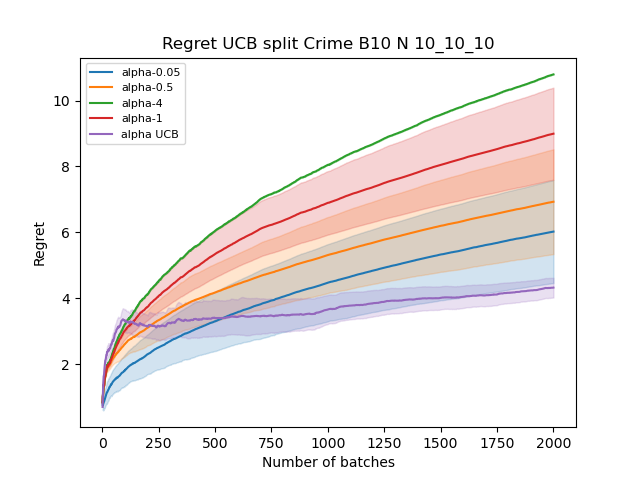 Regret UCB split Crime B10 N 10_10_10
alpha-0.05
alpha-0.5
alpha-4
alpha-1
alpha UCB
10
8
6
4
2
Regret
0 250 500 750 1000 1250 1500 1750 2000
Number of batches